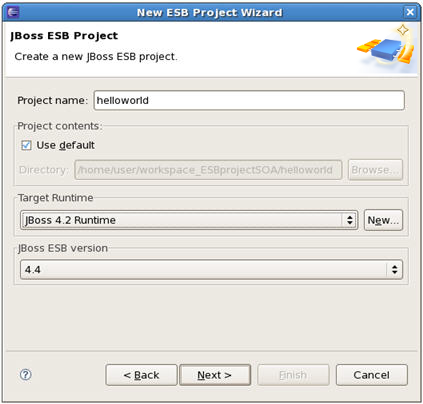 New ESB Project Wizard
JBoss ESB Project
Create a new JBoss ESB project.
Project name: helloworld
Project contents:
Use default
Directory: /home/user/workspace_ESBprojectSOA/helloworld Browse...
Target Runtime
JBoss 4.2 Runtime New...
JBoss ESB version
4.4
? < Back Next > Finish Cancel